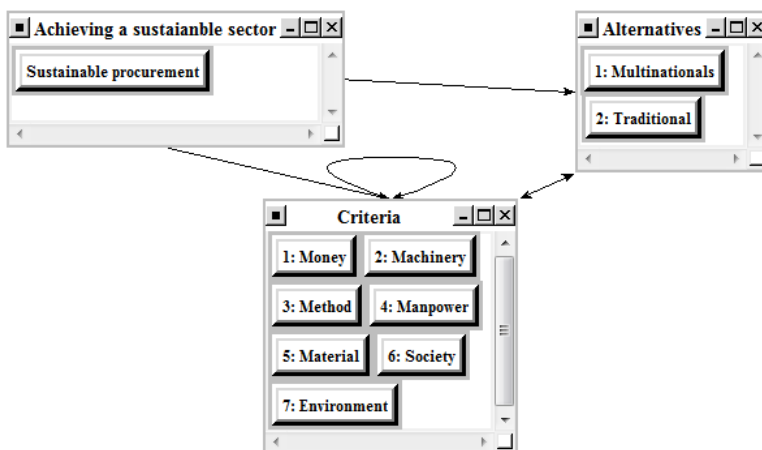 Achieving a sustaianble sector
Sustainable procurement
Alternatives
1: Multinationals
2: Traditional
Criteria
1: Money
2: Machinery
3: Method
4: Manpower
5: Material
6: Society
7: Environment